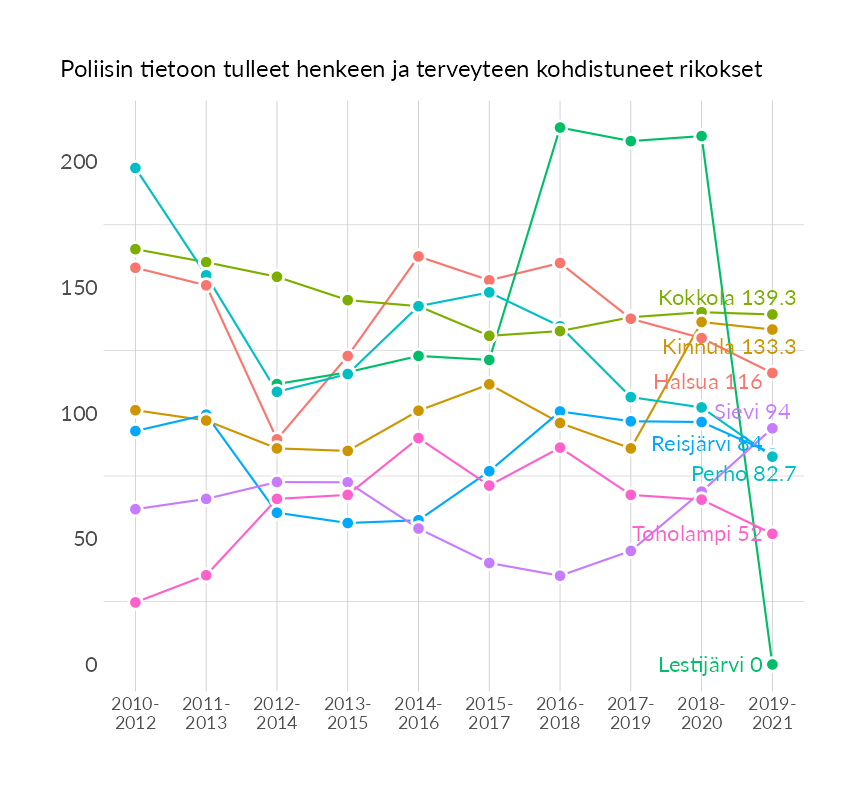 Poliisin tietoon tulleet henkeen ja terveyteen kohdistuneet rikokset
200
150
100
50
0
Kokkola 139.3
Kinnula 133.3
Halsua 116
Sievi 94
Reisjärvi 84
Perho 82.7
Toholampi 52
Lestijärvi 0
2010-
2012
2011-
2013
2012-
2014
2013-
2015
2014-
2016
2015-
2017
2016-
2018
2017-
2019
2018-
2020
2019-
2021